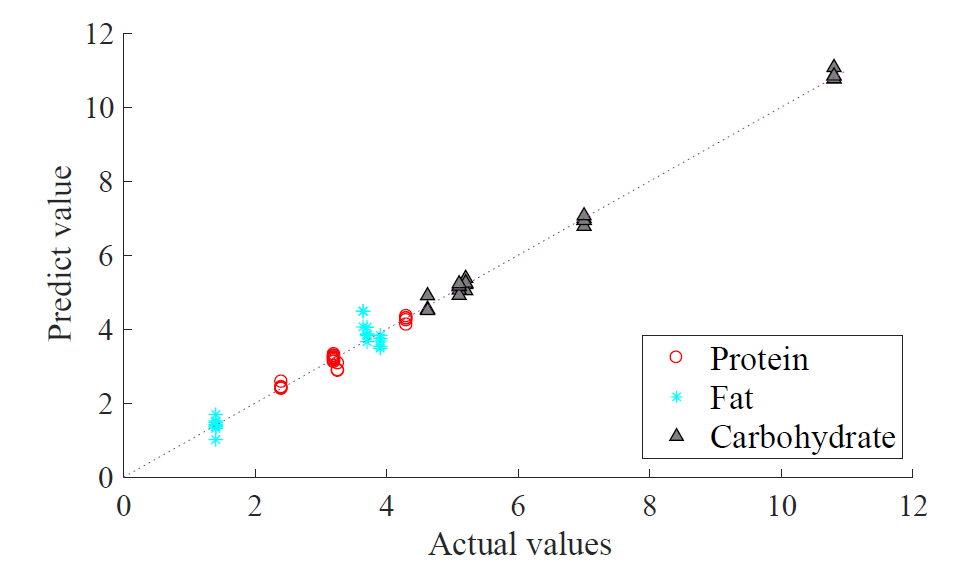 12
10
8
6
4
2
0
Predict value
Protein
Fat
Carbohydrate
0 2 4 6 8 10 12
Actual values